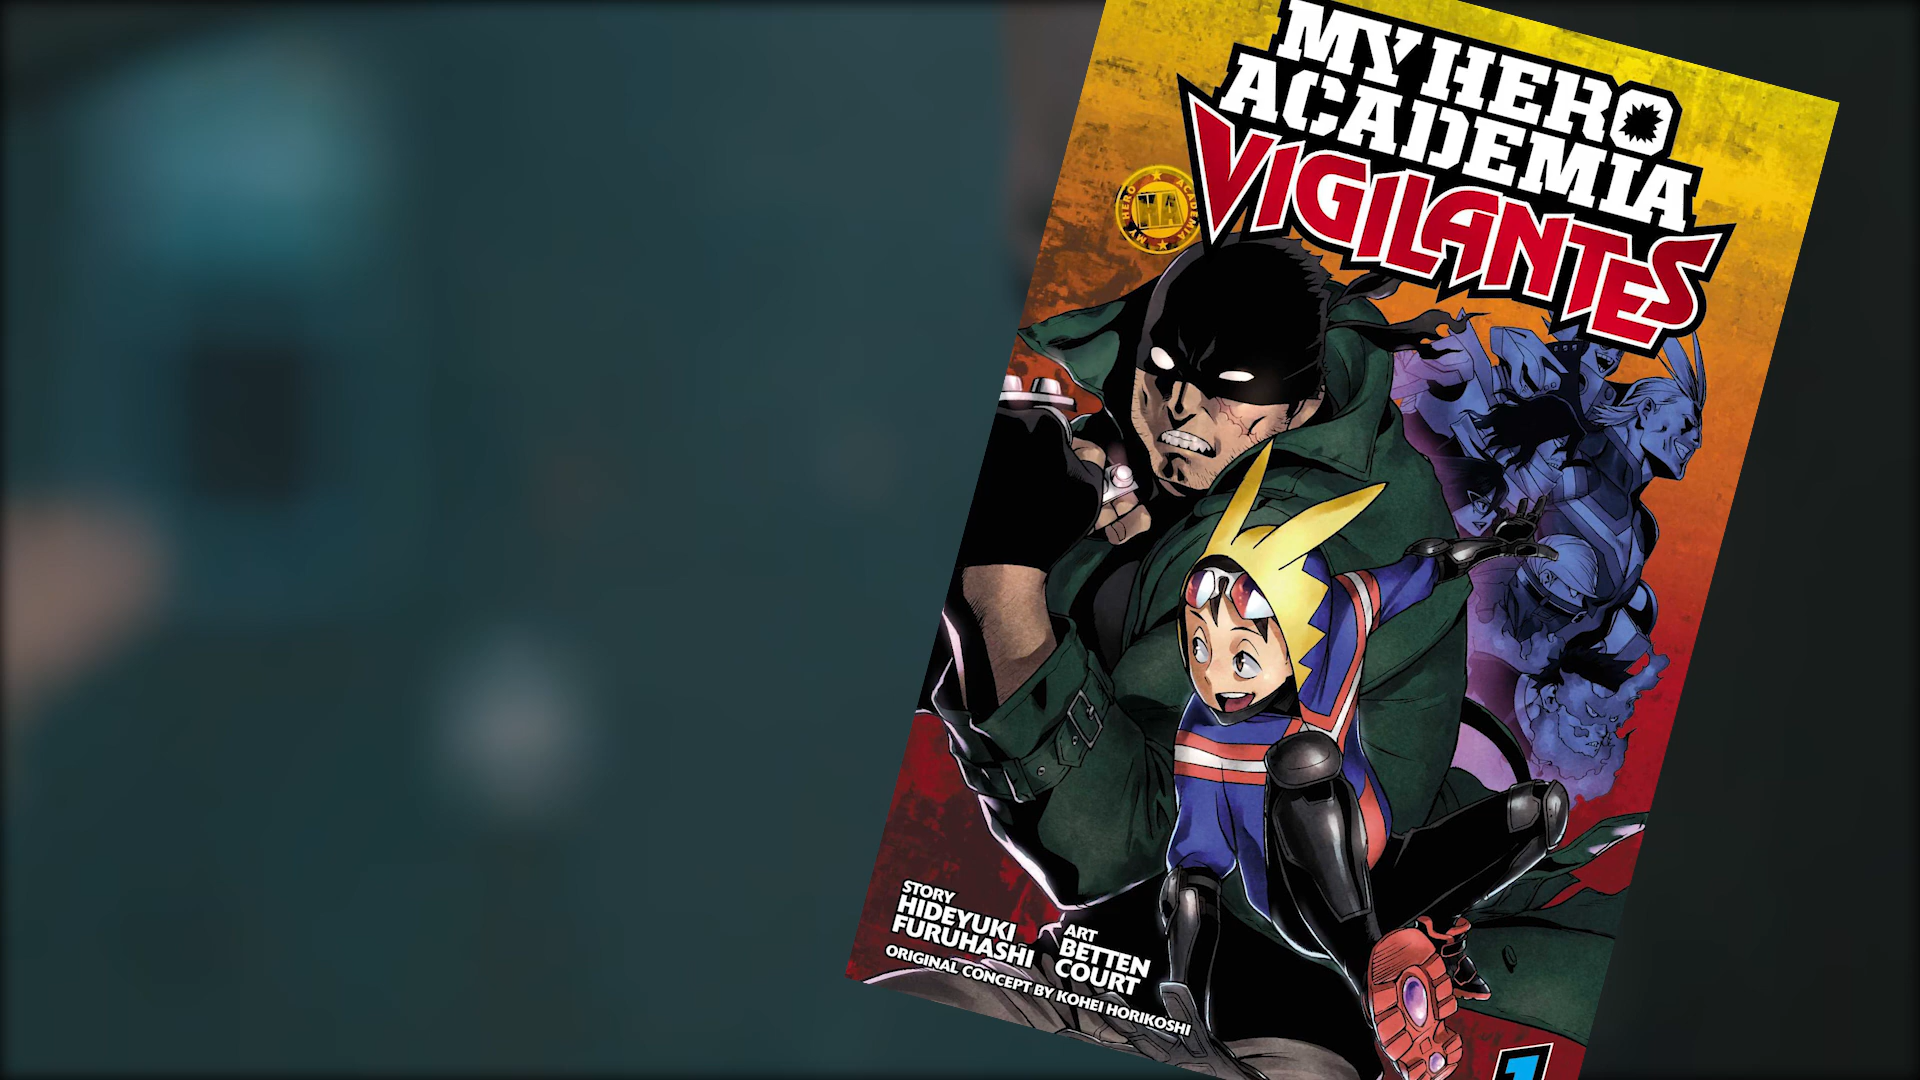 MY HERO
ACADEMIA
VIGILANTES
MY HERO ACADEMIA
HA
STORY
HIDEYUKI
FURUHASHI
ART
BETTEN
COURT
ORIGINAL CONCEPT BY KOHEI HORIKOSHI
1